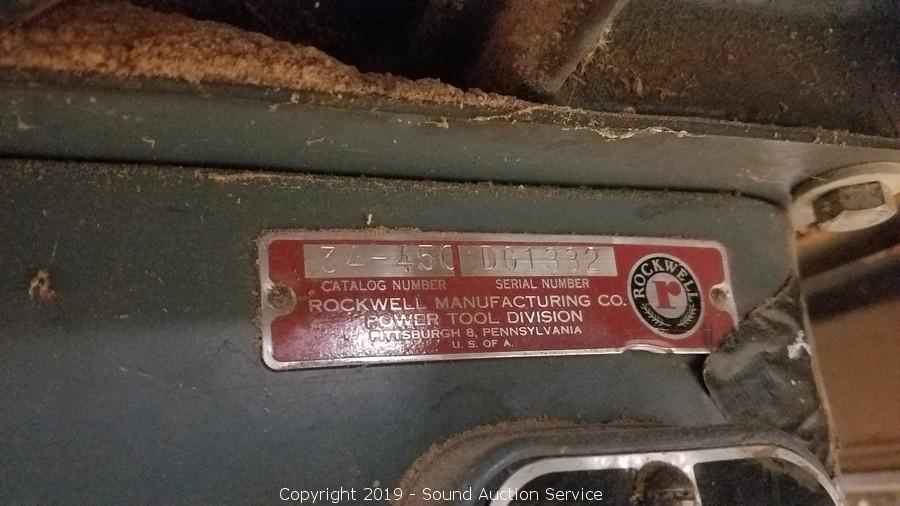 34-450 DG1332
CATALOG NUMBER SERIAL NUMBER
ROCKWELL MANUFACTURING CO.
POWER TOOL DIVISION
PITTSBURGH 8, PENNSYLVANIA
U. S. OF A.
ROCKWELL
r
Copyright 2019 - Sound Auction Service